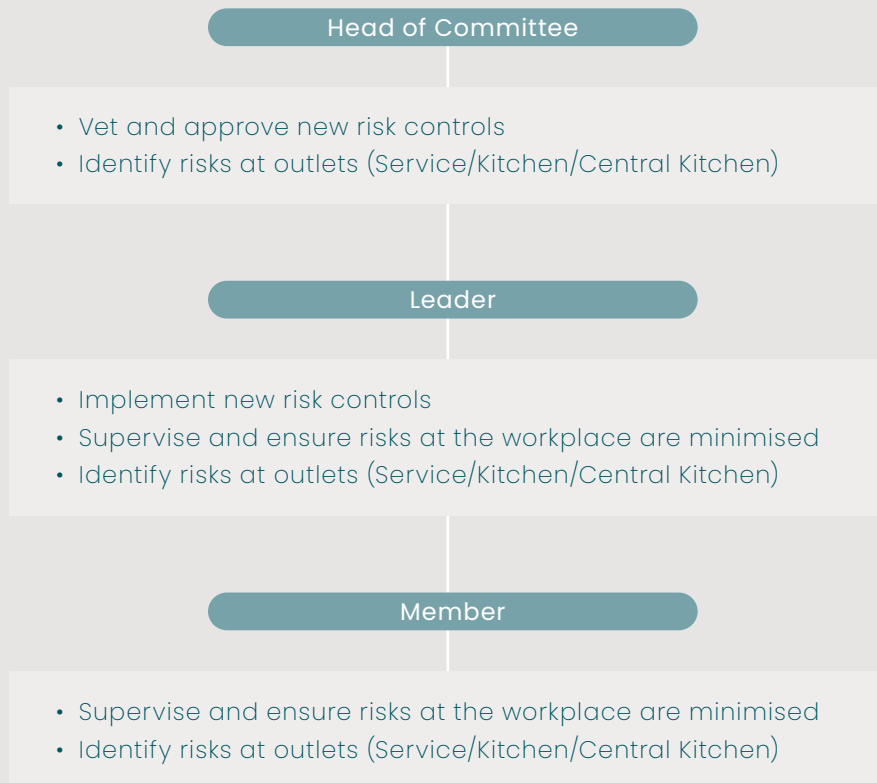 Head of Committee
• Vet and approve new risk controls
• Identify risks at outlets (Service/Kitchen/Central Kitchen)
Leader
• Implement new risk controls
• Supervise and ensure risks at the workplace are minimised
• Identify risks at outlets (Service/Kitchen/Central Kitchen)
Member
• Supervise and ensure risks at the workplace are minimised
• Identify risks at outlets (Service/Kitchen/Central Kitchen)